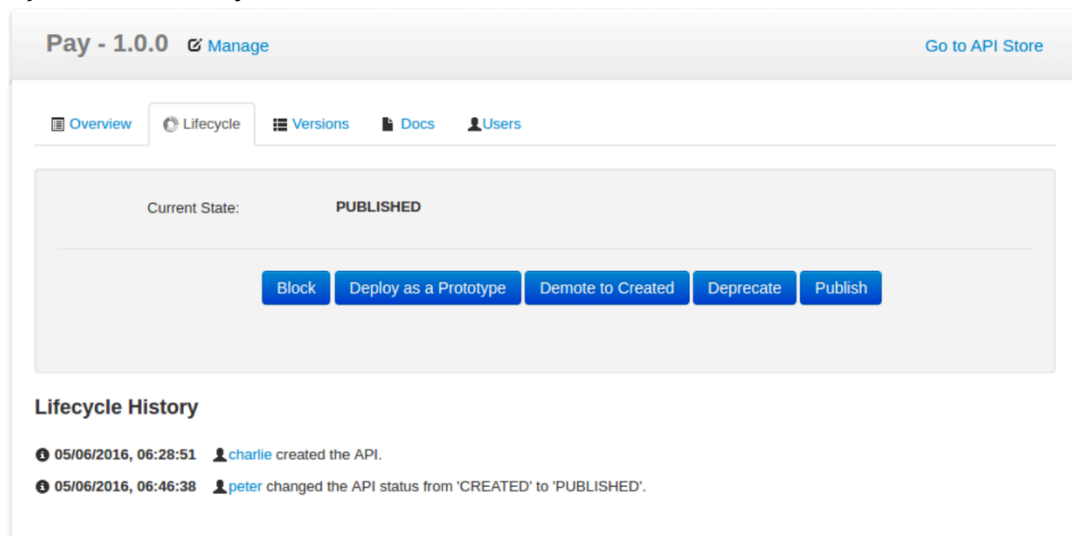 Pay - 1.0.0 Manage Go to API Store
Overview Lifecycle Versions Docs Users
Current State: PUBLISHED
Block Deploy as a Prototype Demote to Created Deprecate Publish
Lifecycle History
05/06/2016, 06:28:51 charlie created the API.
05/06/2016, 06:46:38 peter changed the API status from 'CREATED' to 'PUBLISHED'.